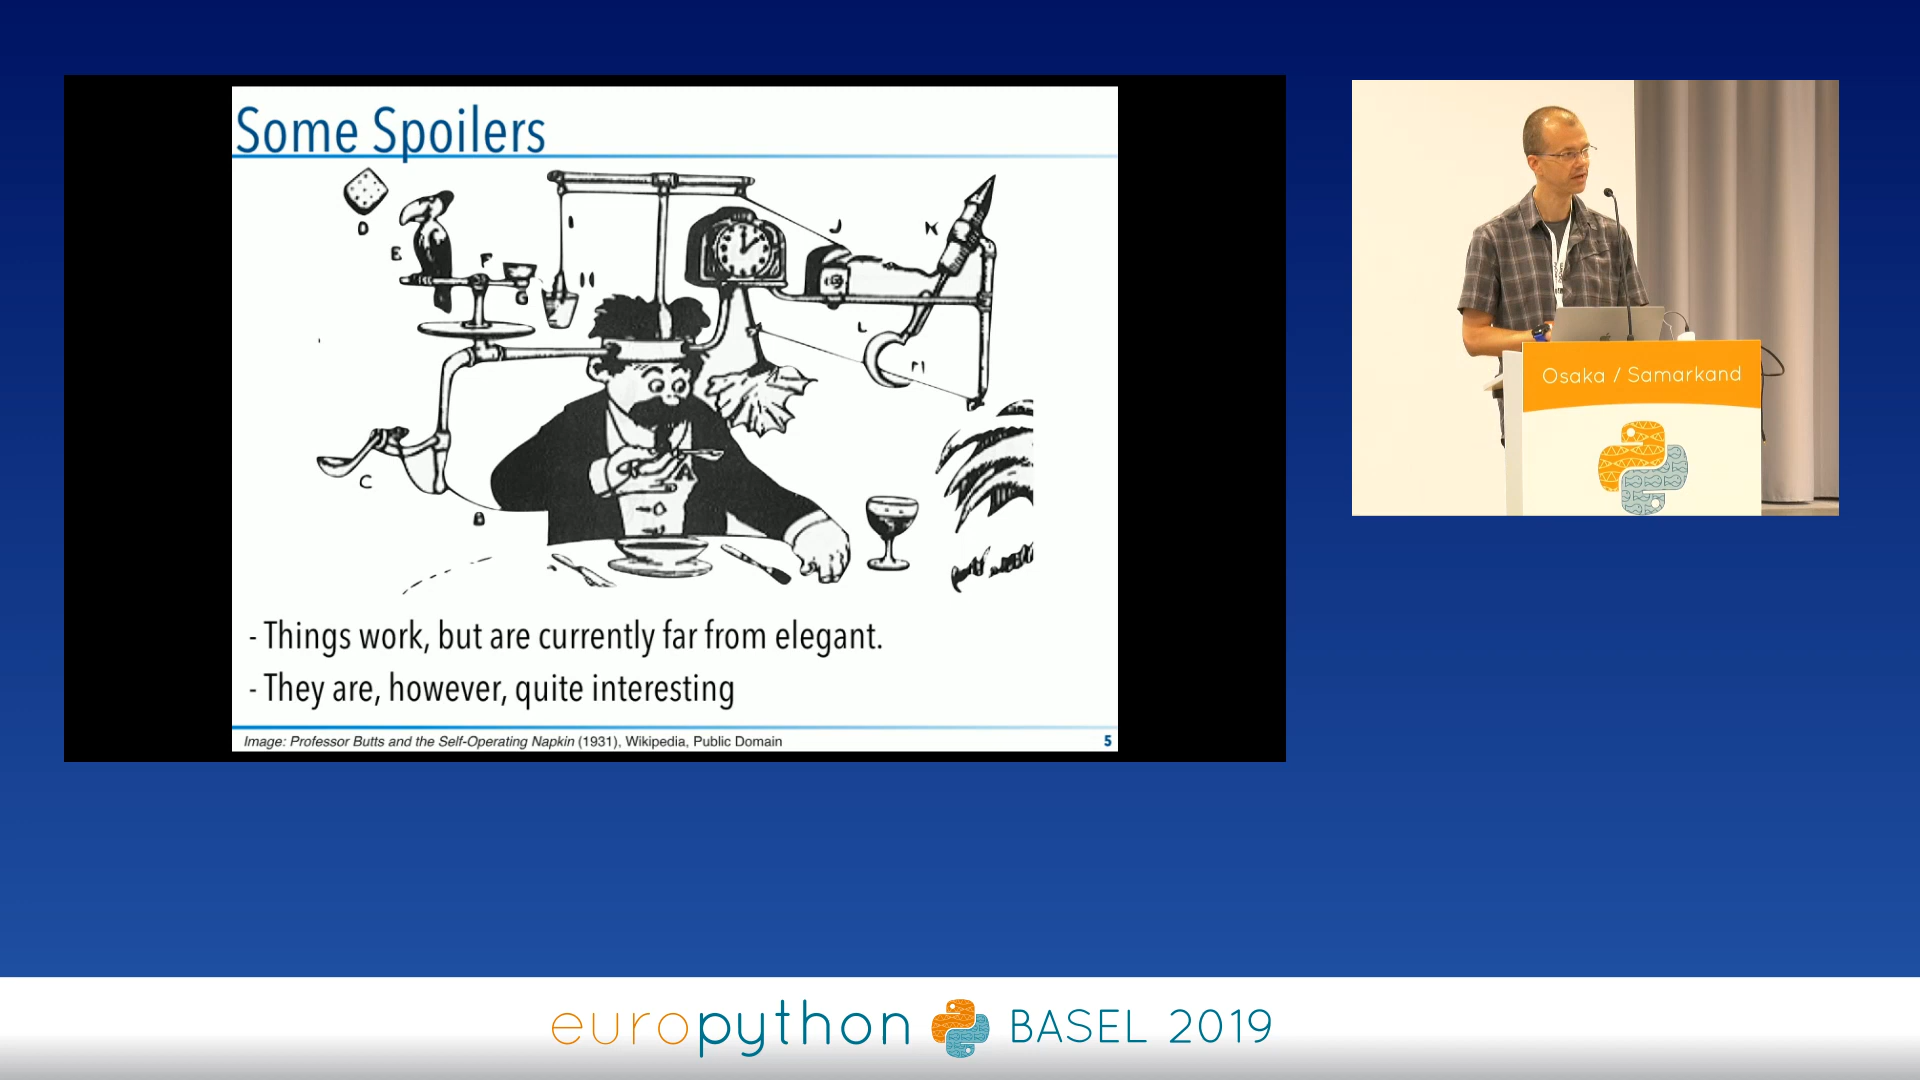 Some Spoilers
D
E
F
G
I
H
J
K
L
M
C
B
A
- Things work, but are currently far from elegant.
- They are, however, quite interesting
Image: Professor Butts and the Self-Operating Napkin (1931), Wikipedia, Public Domain
5
Osaka / Samarkand
europython BASEL 2019